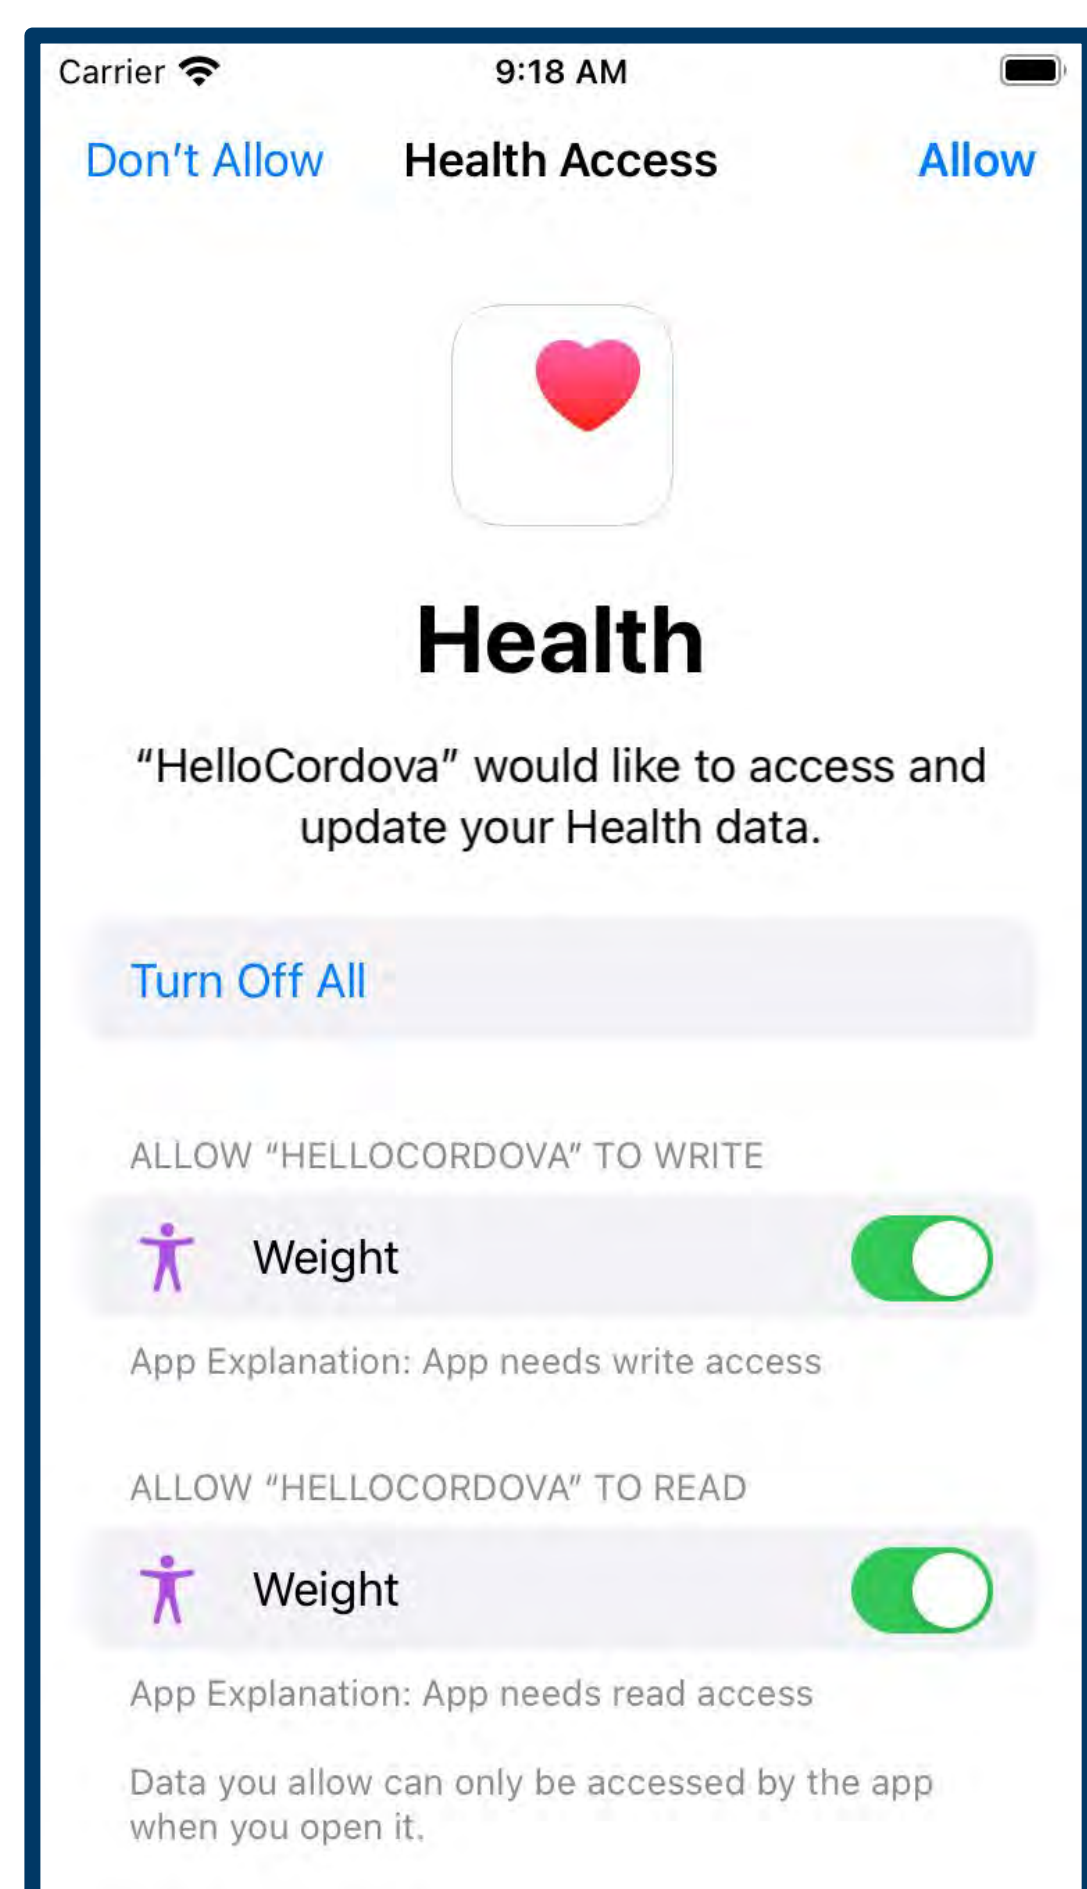 Carrier 9:18 AM
Don’t Allow Health Access Allow
Health
“HelloCordova” would like to access and
update your Health data.
Turn Off All
ALLOW “HELLOCORDOVA” TO WRITE
Weight
App Explanation: App needs write access
ALLOW “HELLOCORDOVA” TO READ
Weight
App Explanation: App needs read access
Data you allow can only be accessed by the app
when you open it.